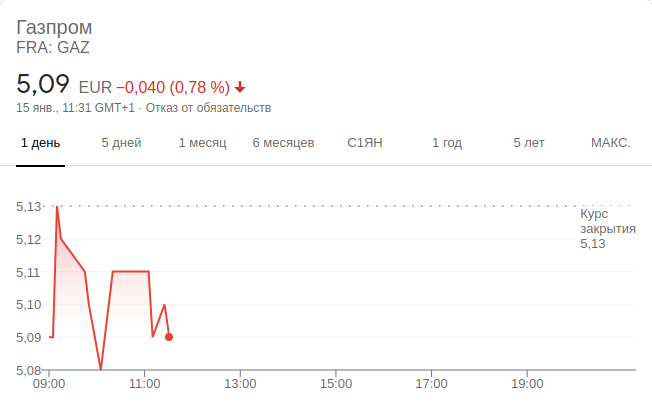 Газпром
FRA: GAZ
5,09 EUR −0,040 (0,78 %)
15 янв., 11:31 GMT+1 · Отказ от обязательств
1 день 5 дней 1 месяц 6 месяцев С1ЯН 1 год 5 лет МАКС.
5,13
Курс
закрытия
5,13
5,12
5,11
5,10
5,09
5,08
09:00 11:00 13:00 15:00 17:00 19:00